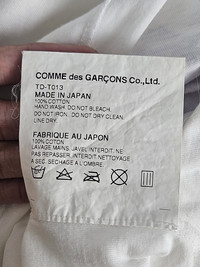 COMME des GARÇONS Co.,Ltd.
TO-T013
MADE IN JAPAN
100% COTTON
HAND WASH. DO NOT BLEACH.
DO NOT IRON. DO NOT DRY CLEAN.
LINE DRY.
FABRIQUE AU JAPON
100% COTON
LAVAGE MAINS. JAVEL INTERDIT. NE
PAS REPASSER. INTERDIT NETTOYAGE
A SEC. SECHAGE A L'OMBRE.